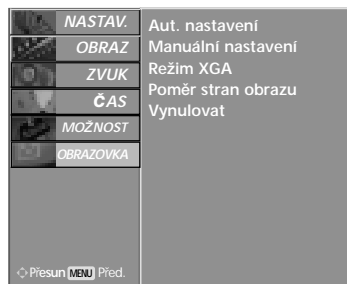 NASTAV.
OBRAZ
ZVUK
ČAS
MOŽNOST
OBRAZOVKA
Přesun MENU Před.
Aut. nastavení
Manuální nastavení
Režim XGA
Poměr stran obrazu
Vynulovat